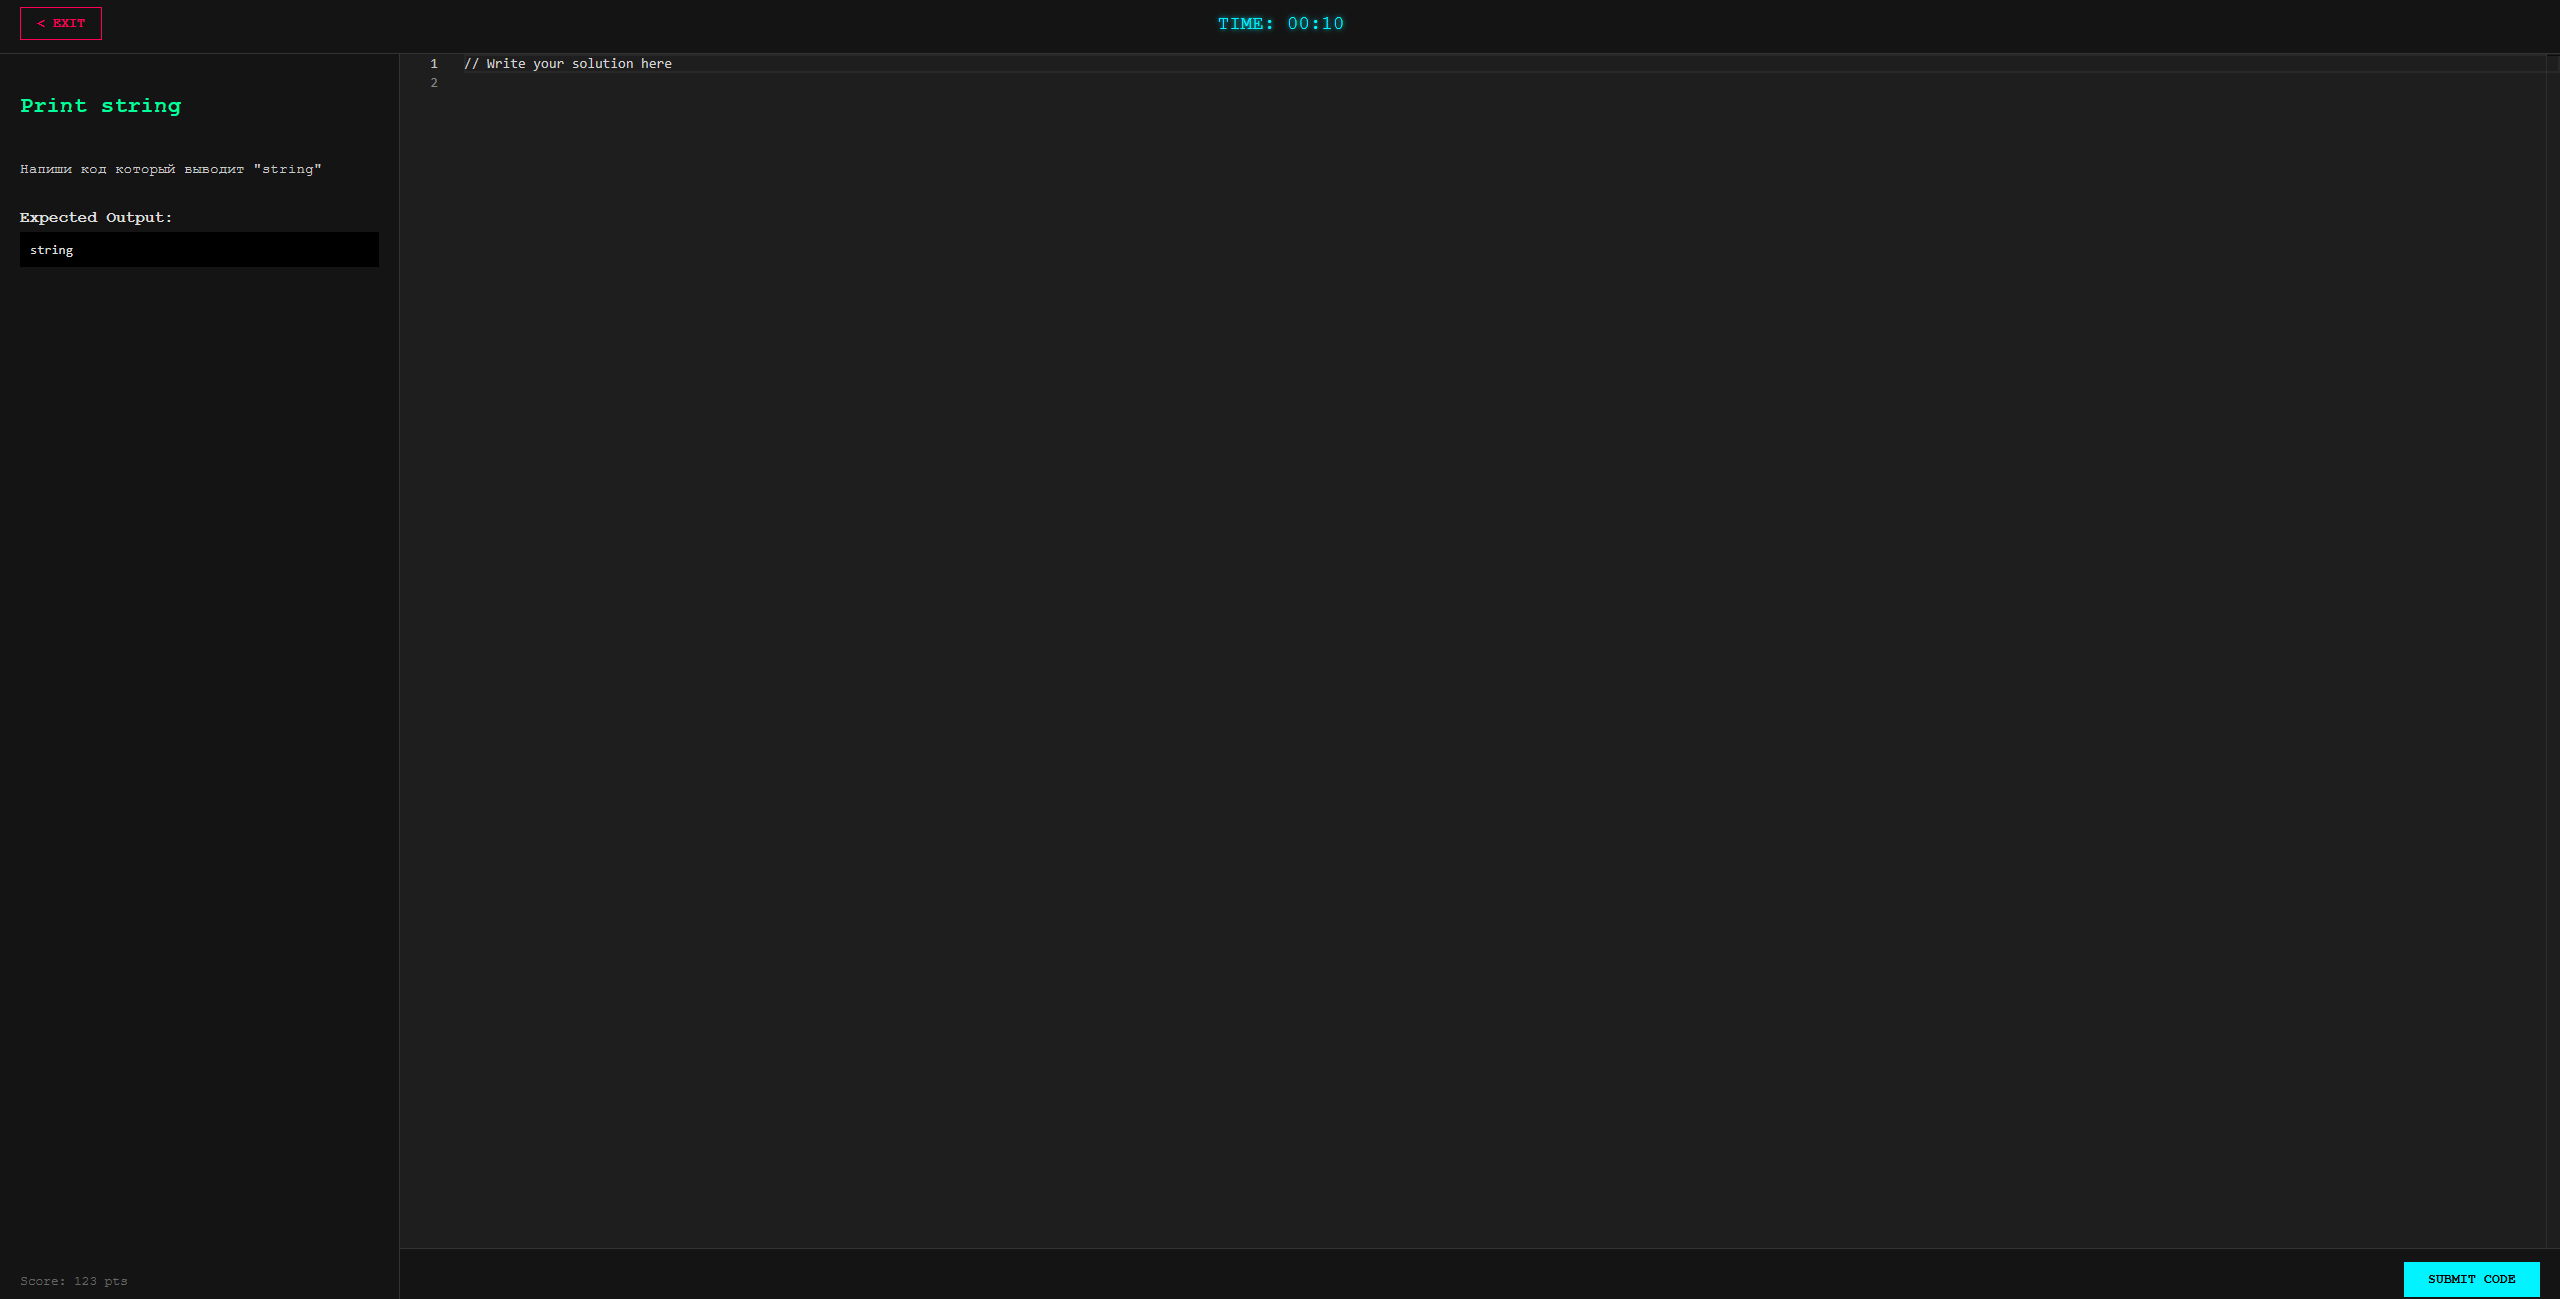 < EXIT
TIME: 00:10
Print string
Напиши код который выводит "string"
Expected Output:
string
1 // Write your solution here
2
Score: 123 pts
SUBMIT CODE